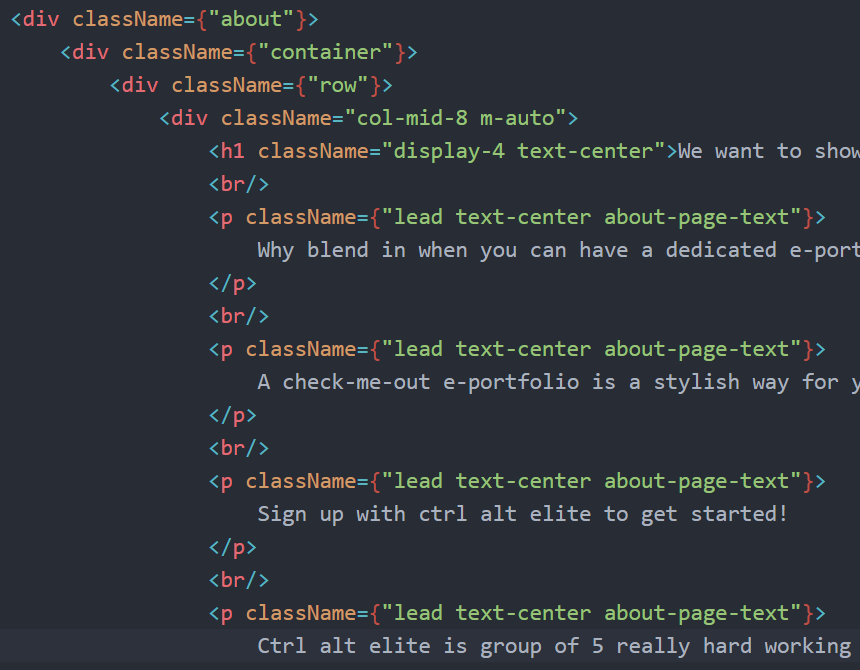 <div className={"about"}>
<div className={"container"}>
<div className={"row"}>
<div className="col-mid-8 m-auto">
<h1 className="display-4 text-center">We want to show
<br/>
<p className={"lead text-center about-page-text"}>
Why blend in when you can have a dedicated e-port
</p>
<br/>
<p className={"lead text-center about-page-text"}>
A check-me-out e-portfolio is a stylish way for y
</p>
<br/>
<p className={"lead text-center about-page-text"}>
Sign up with ctrl alt elite to get started!
</p>
<br/>
<p className={"lead text-center about-page-text"}>
Ctrl alt elite is group of 5 really hard working